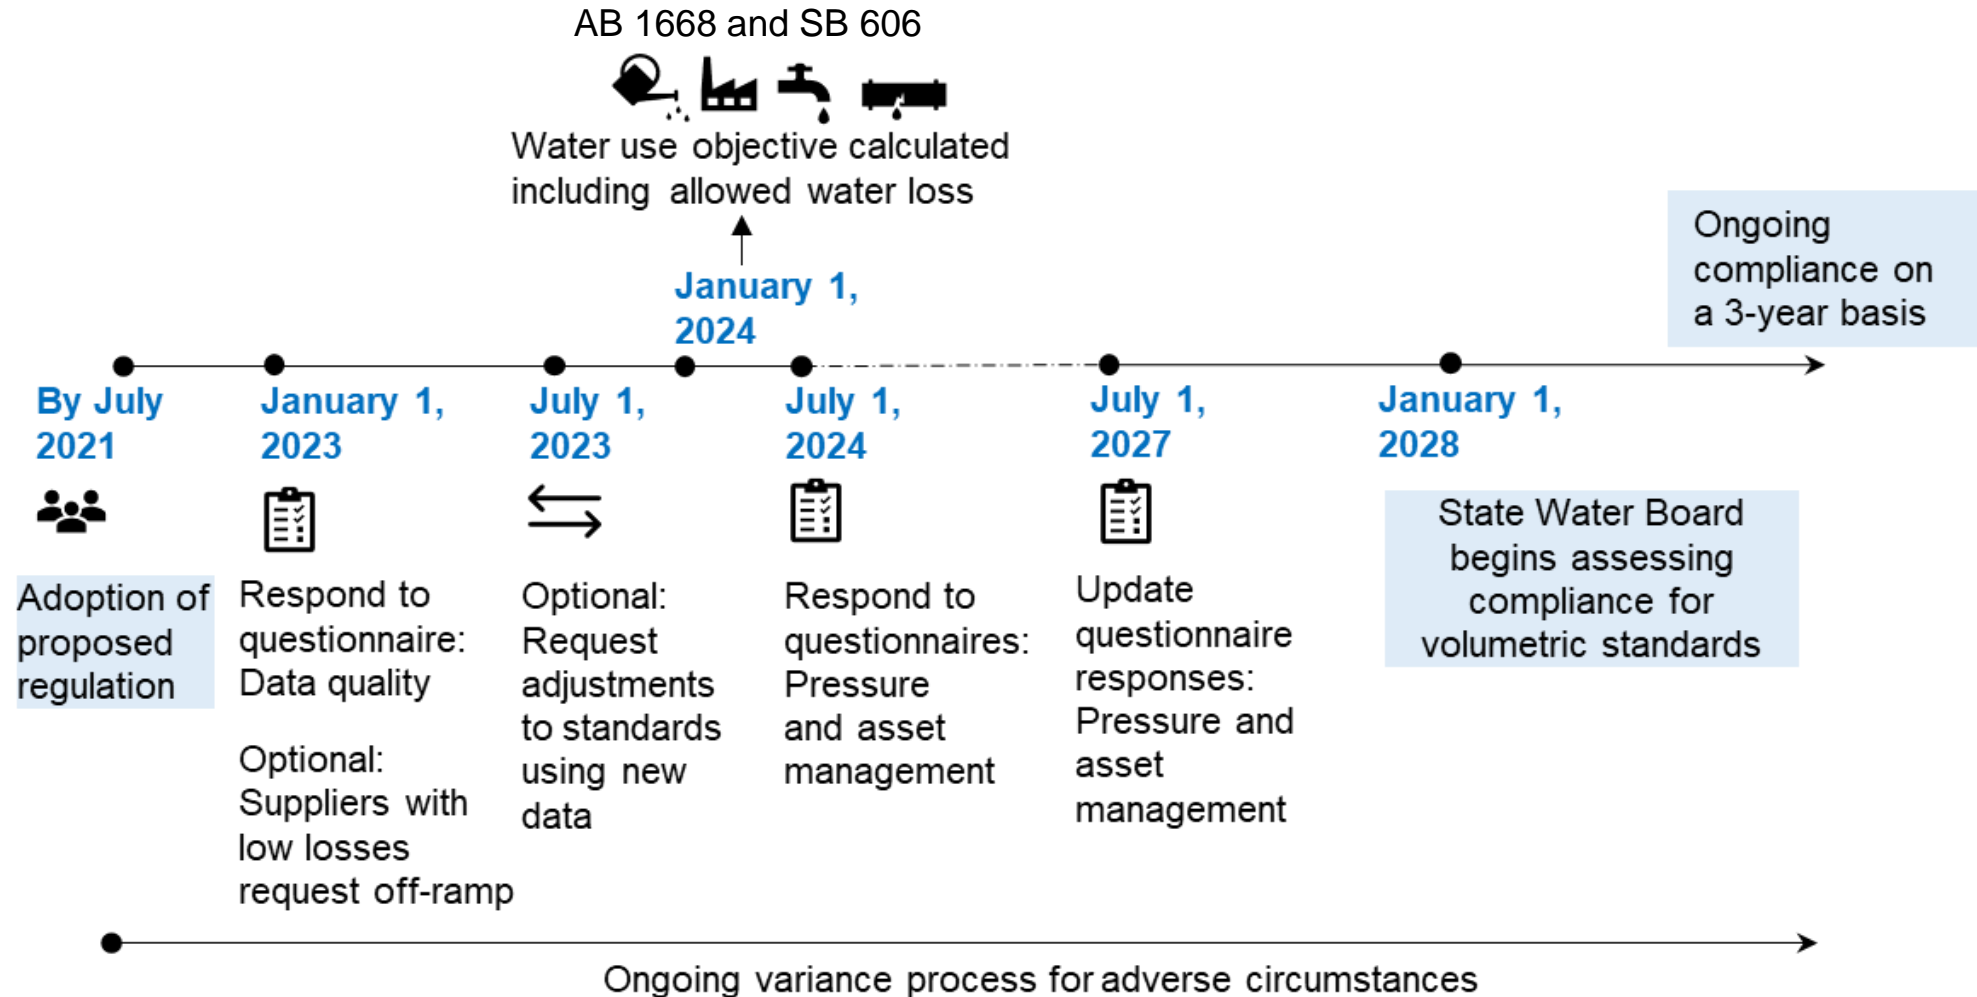 AB 1668 and SB 606
Water use objective calculated
including allowed water loss
January 1,
2024
Ongoing
compliance on
a 3-year basis
By July
2021
January 1,
2023
July 1,
2023
July 1,
2024
July 1,
2027
January 1,
2028
Adoption of
proposed
regulation
Respond to
questionnaire:
Data quality
Optional:
Suppliers with
low losses
request off-ramp
Optional:
Request
adjustments
to standards
using new
data
Respond to
questionnaires:
Pressure
and asset
management
Update
questionnaire
responses:
Pressure and
asset
management
State Water Board
begins assessing
compliance for
volumetric standards
Ongoing variance process for adverse circumstances